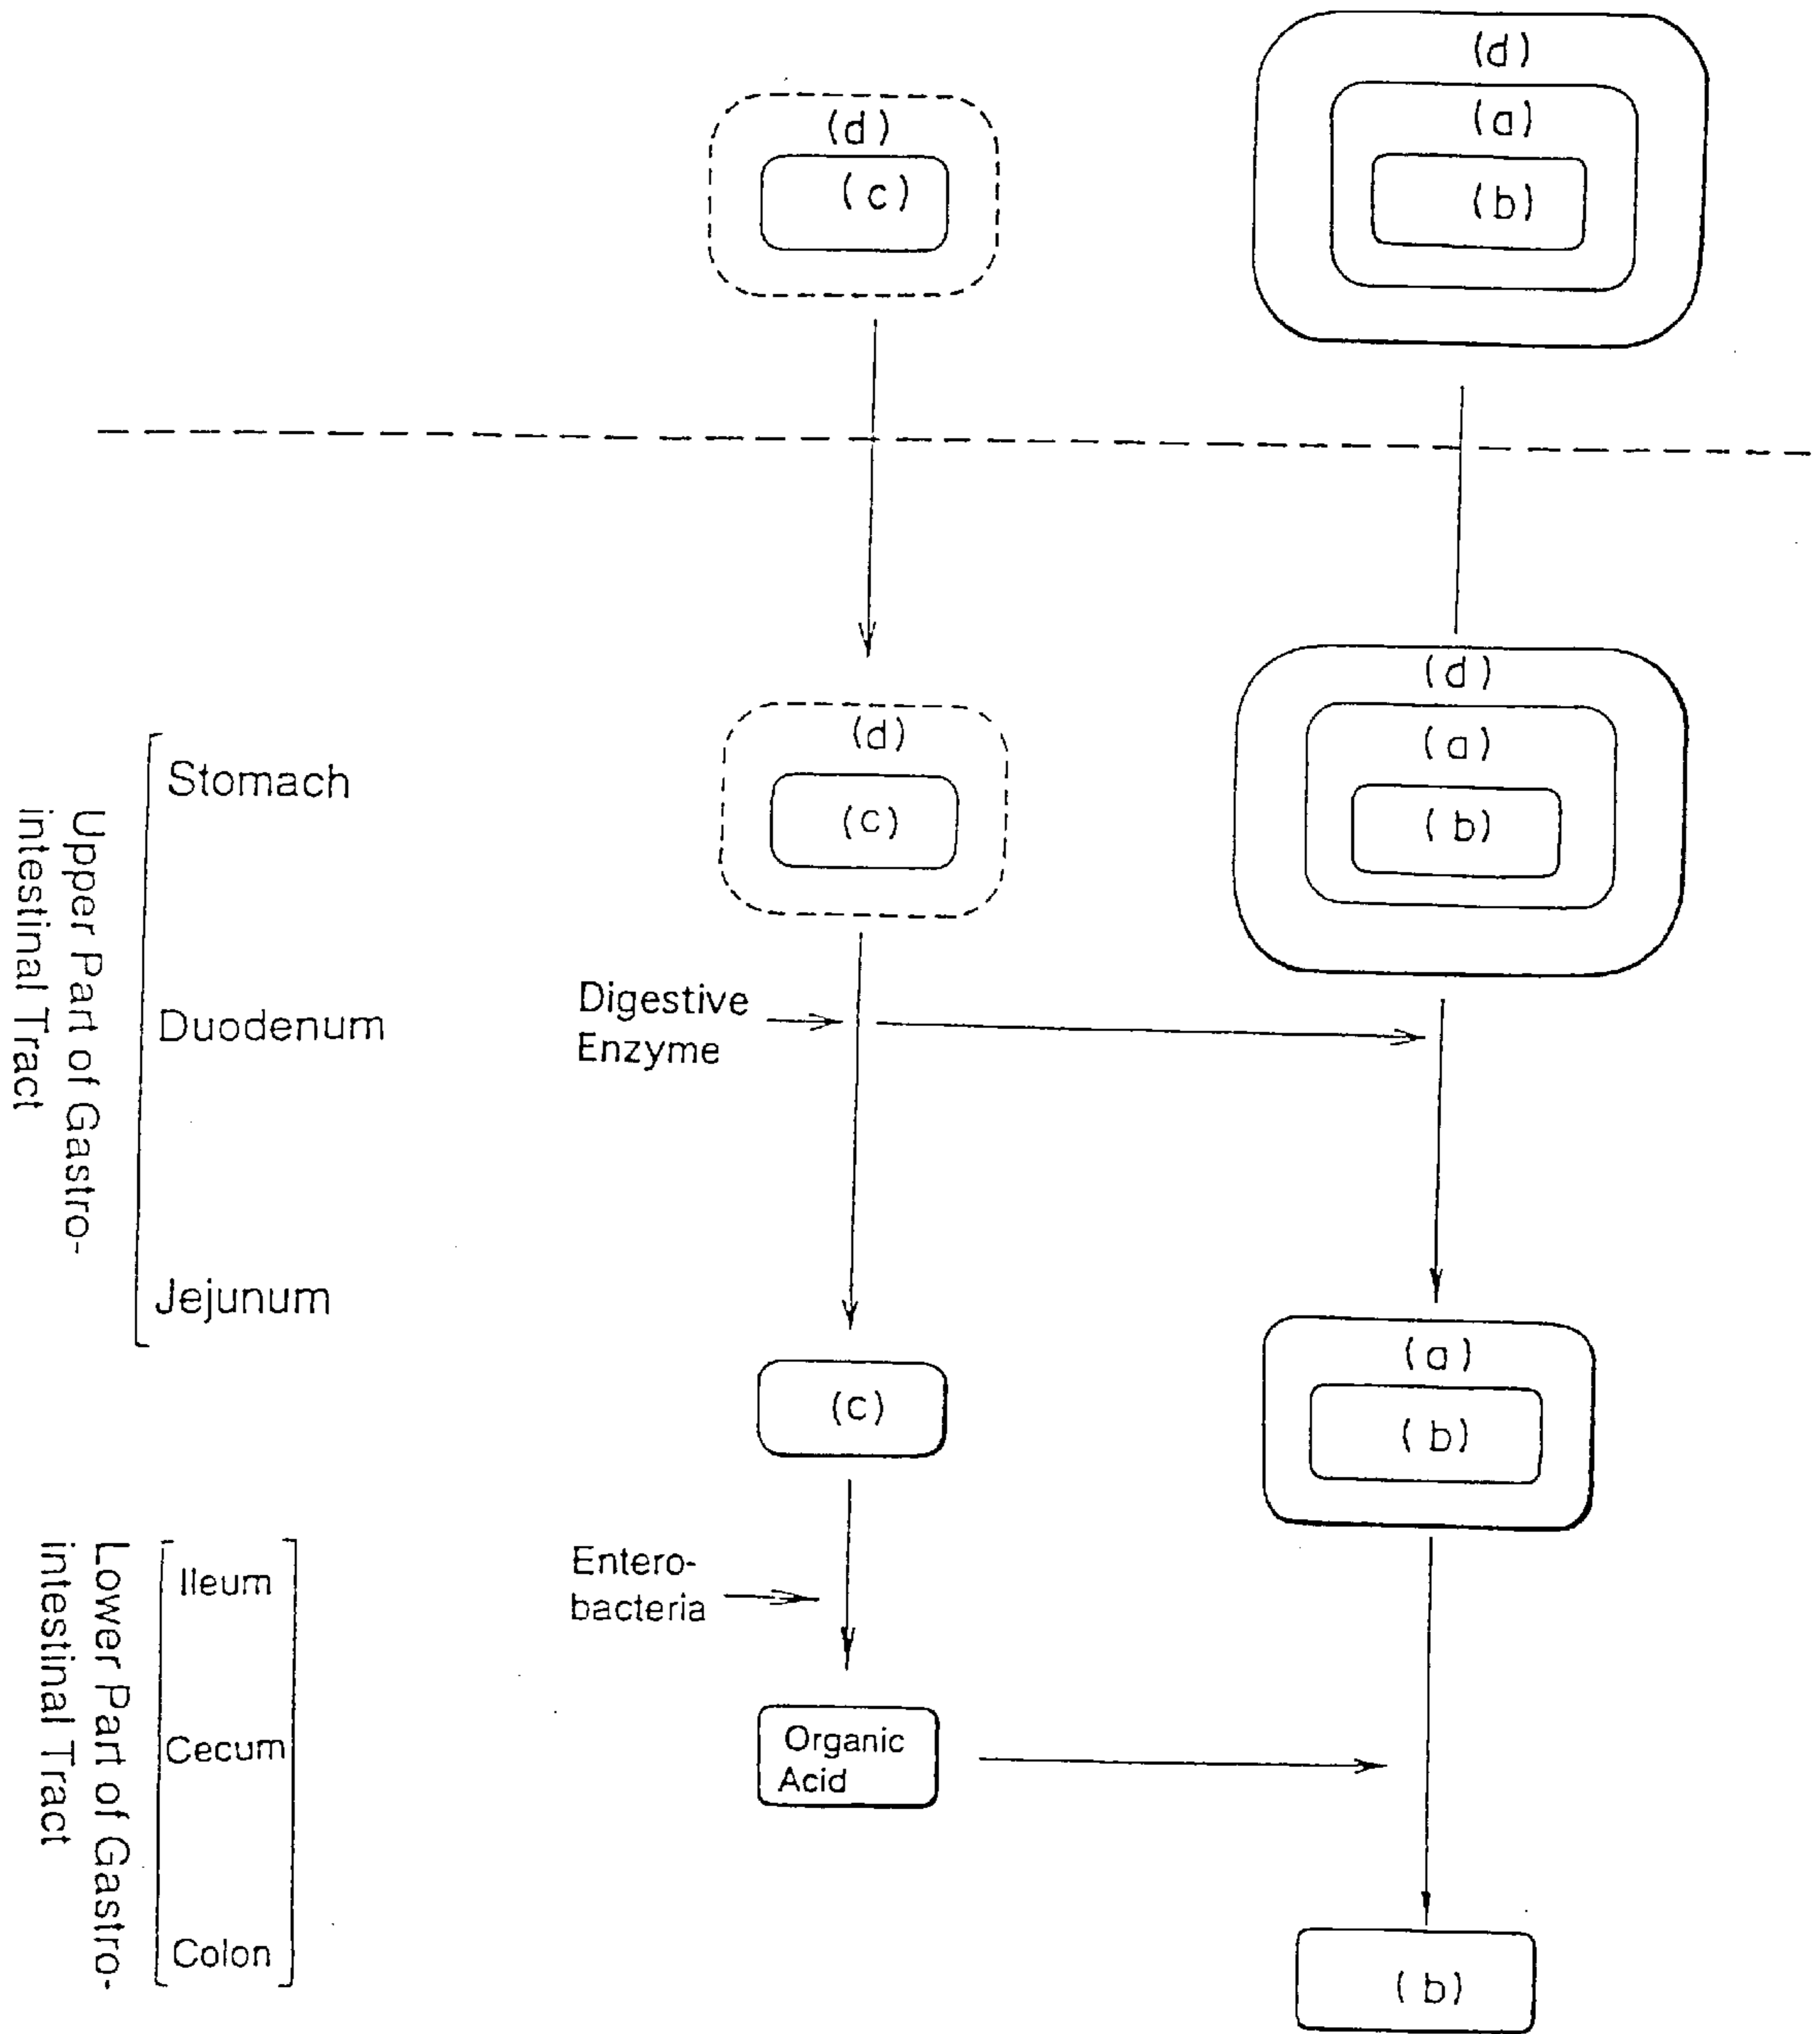 (d)
(c)
(d)
(a)
(b)
Upper Part of Gastro-
intestinal Tract
Stomach
Duodenum
Jejunum
(d)
(c)
(d)
(a)
(b)
Digestive
Enzyme
(c)
(a)
(b)
Lower Part of Gastro-
intestinal Tract
Ileum
Cecum
Colon
Entero-
bacteria
Organic
Acid
(b)